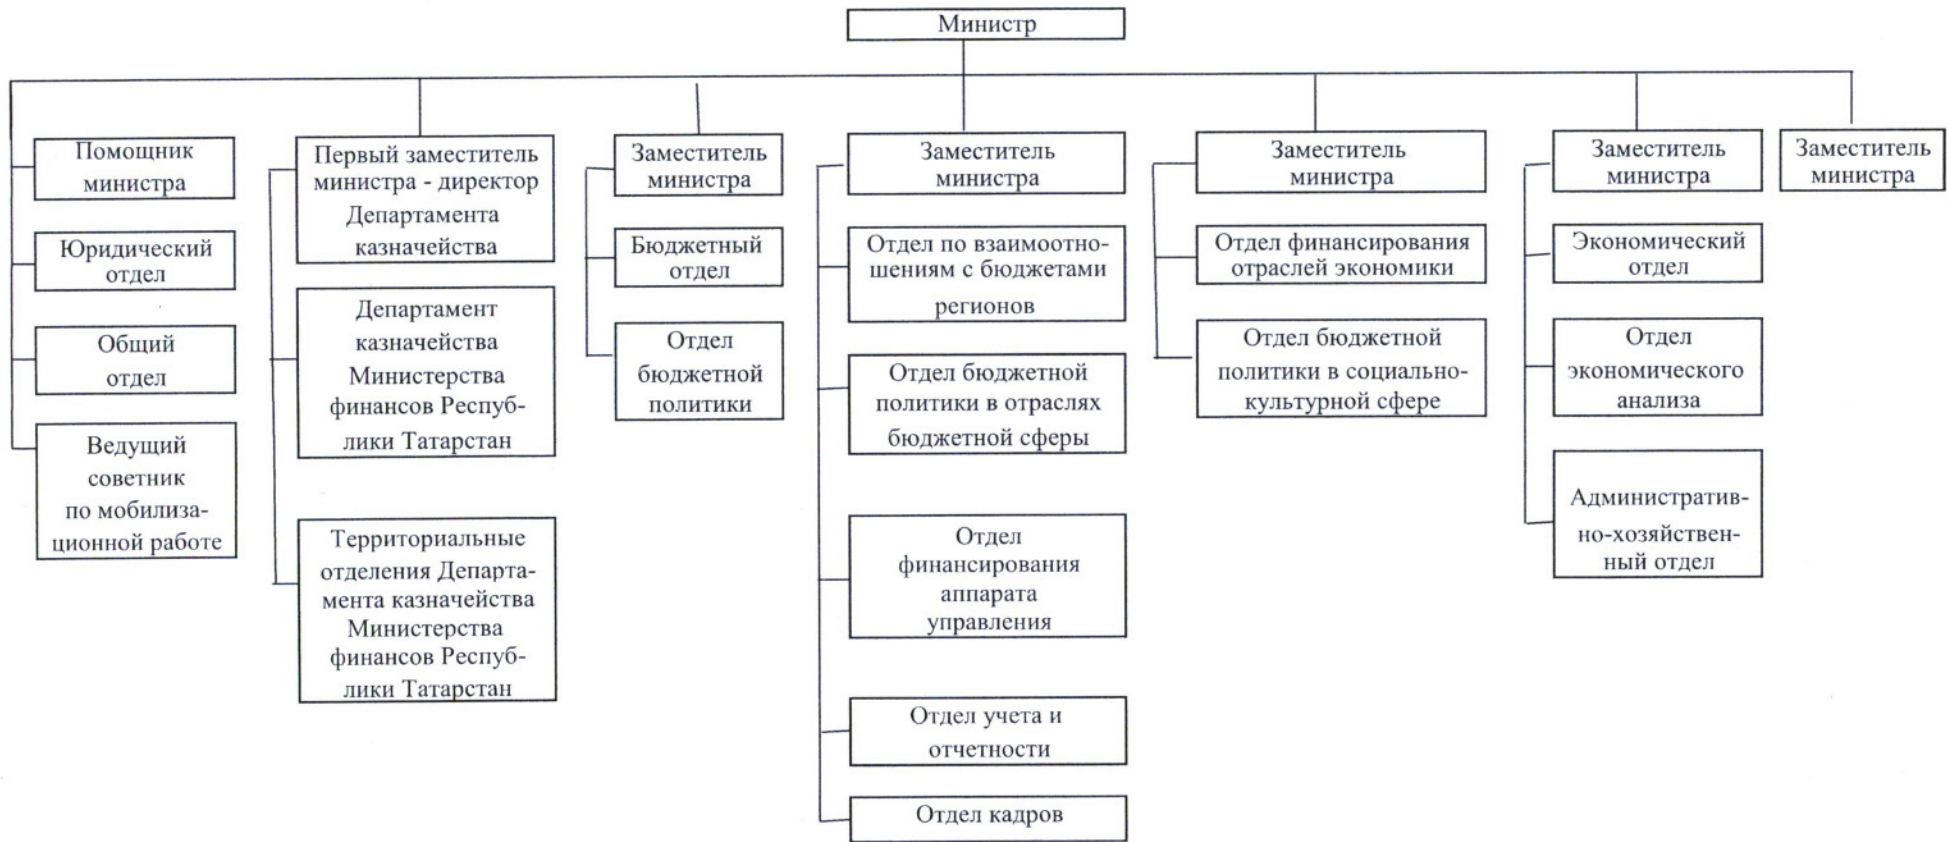 Министр
Помощник
министра
Юридический
отдел
Общий
отдел
Ведущий
советник
по мобилиза-
ционной работе
Первый заместитель
министра - директор
Департамента
казначейства
Департамент
казначейства
Министерства
финансов Респуб-
лики Татарстан
Территориальные
отделения Департа-
мента казначейства
Министерства
финансов Респуб-
лики Татарстан
Заместитель
министра
Бюджетный
отдел
Отдел
бюджетной
политики
Заместитель
министра
Отдел по взаимоотно-
шениям с бюджетами
регионов
Отдел бюджетной
политики в отраслях
бюджетной сферы
Отдел
финансирования
аппарата
управления
Отдел учета и
отчетности
Отдел кадров
Заместитель
министра
Отдел финансирования
отраслей экономики
Отдел бюджетной
политики в социально-
культурной сфере
Заместитель
министра
Экономический
отдел
Отдел
экономического
анализа
Административ-
но-хозяйствен-
ный отдел
Заместитель
министра